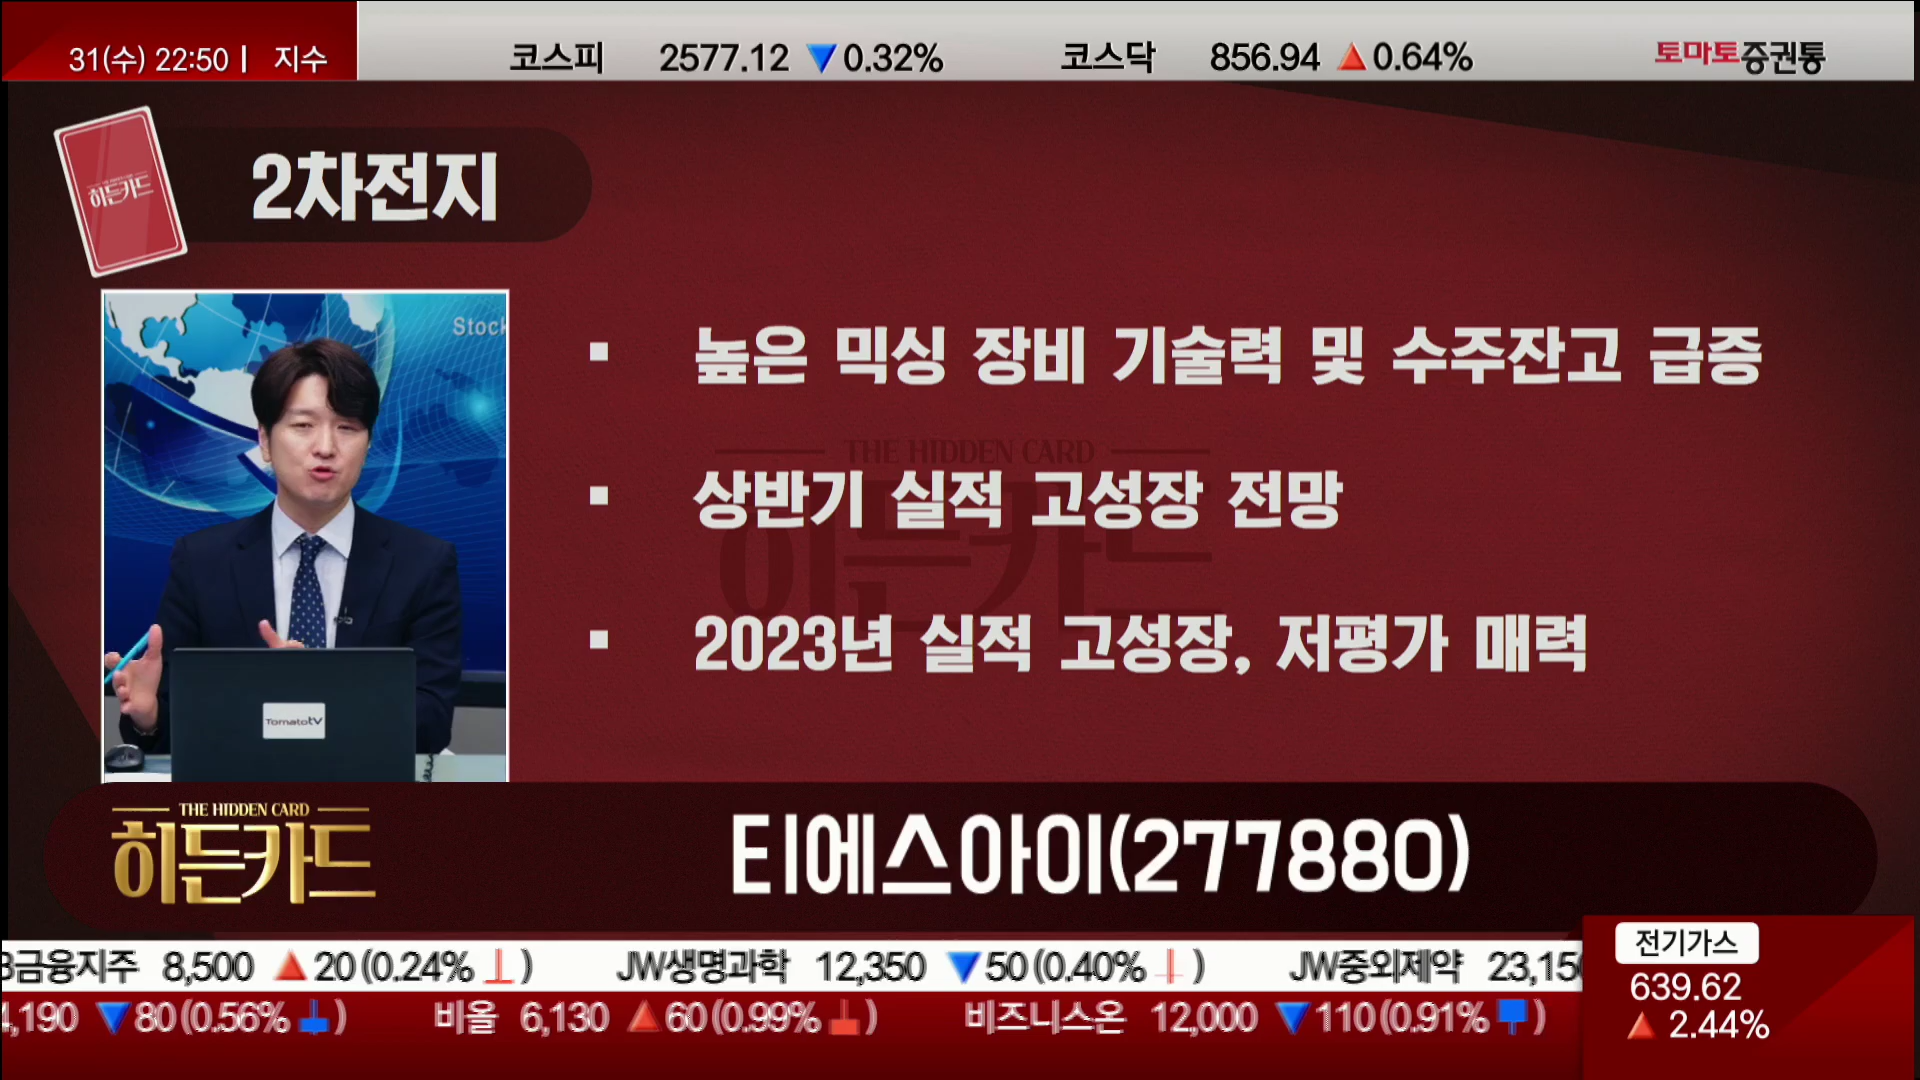 31(수) 22:50 | 지수 코스피 2577.12 ▼0.32% 코스닥 856.94 ▲0.64% 토마토증권통
히든카드
2차전지
Stock
높은 믹싱 장비 기술력 및 수주잔고 급증
THE HIDDEN CARD
히든카드
상반기 실적 고성장 전망
2023년 실적 고성장, 저평가 매력
Tomatotv
THE HIDDEN CARD
히든카드
티에스아이(277880)
금융지주 8,500 ▲20(0.24%) JW생명과학 12,350 ▼50(0.40%) JW중외제약 23,15
,190 ▼80(0.56%) 비올 6,130 ▲60(0.99%) 비즈니스온 12,000 ▼110(0.91%)
전기가스
639.62
▲2.44%